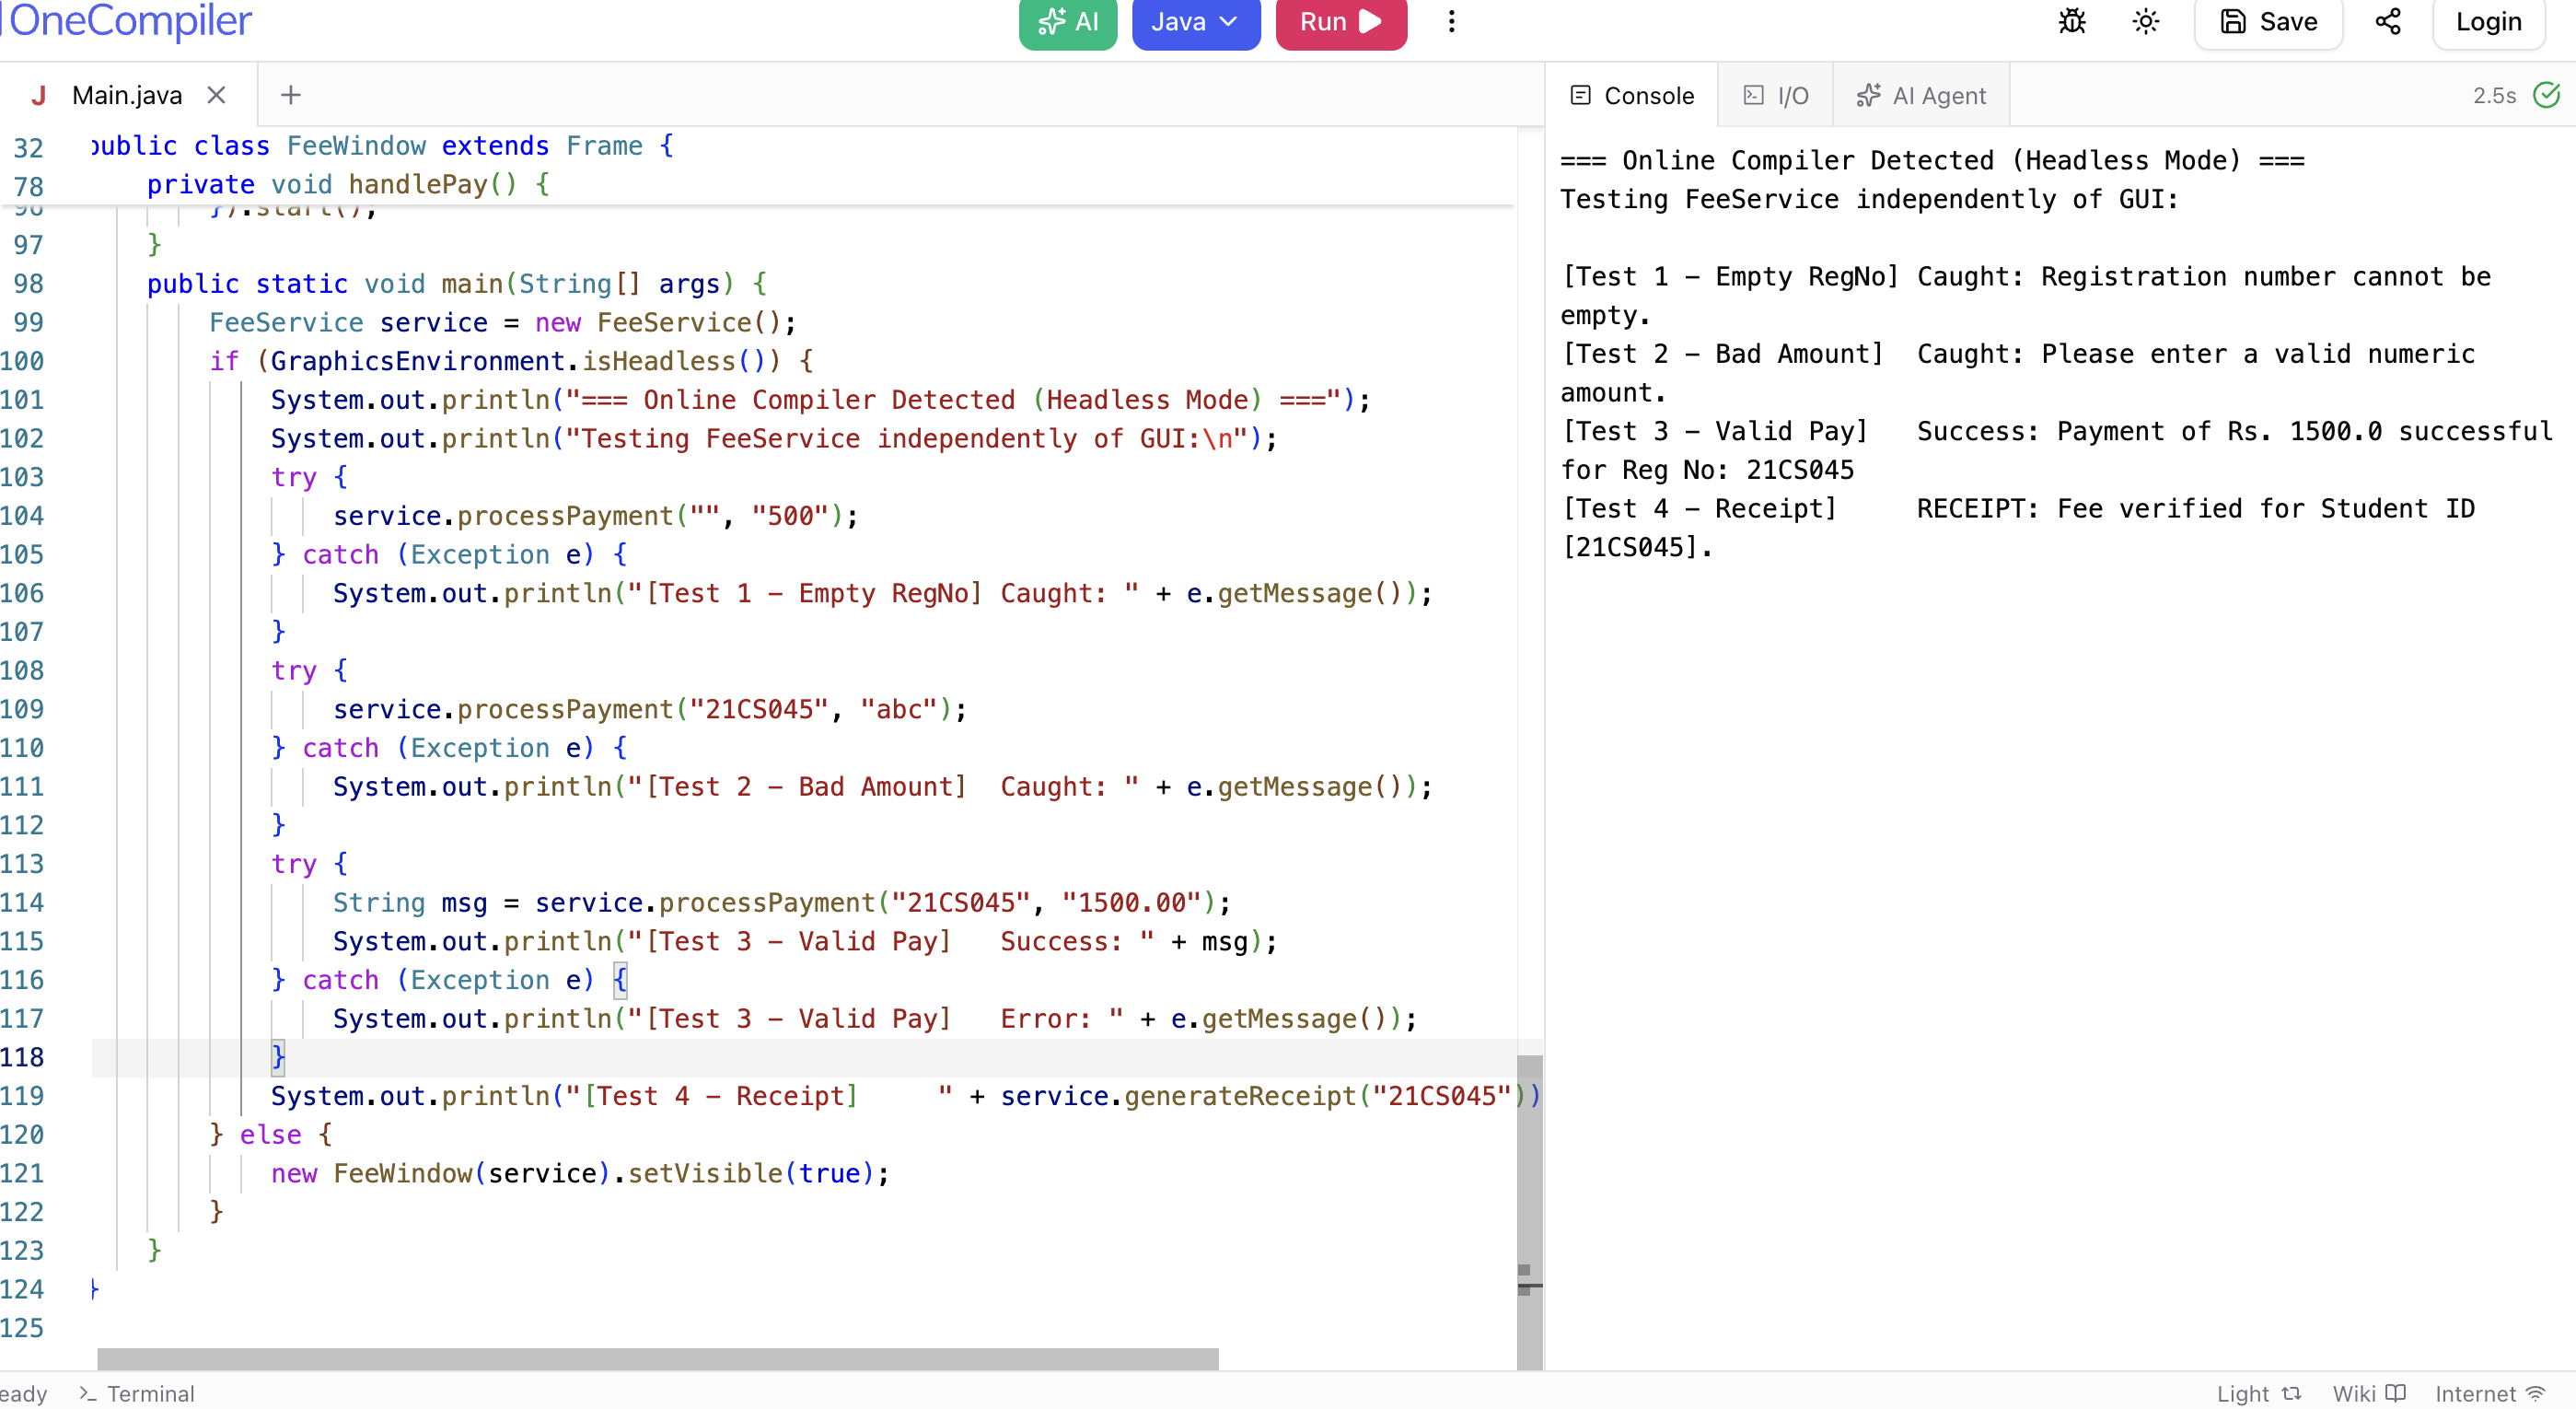 OneCompiler
AI
Java
Run
Save
Login
J Main.java
Console
I/O
AI Agent
2.5s
32 public class FeeWindow extends Frame {
78 private void handlePay() {
96 }).start();
97 }
98 public static void main(String[] args) {
99 FeeService service = new FeeService();
100 if (GraphicsEnvironment.isHeadless()) {
101 System.out.println("=== Online Compiler Detected (Headless Mode) ===");
102 System.out.println("Testing FeeService independently of GUI:\n");
103 try {
104 service.processPayment("", "500");
105 } catch (Exception e) {
106 System.out.println("[Test 1 – Empty RegNo] Caught: " + e.getMessage());
107 }
108 try {
109 service.processPayment("21CS045", "abc");
110 } catch (Exception e) {
111 System.out.println("[Test 2 – Bad Amount]  Caught: " + e.getMessage());
112 }
113 try {
114 String msg = service.processPayment("21CS045", "1500.00");
115 System.out.println("[Test 3 – Valid Pay]   Success: " + msg);
116 } catch (Exception e) {
117 System.out.println("[Test 3 – Valid Pay]   Error: " + e.getMessage());
118 }
119 System.out.println("[Test 4 – Receipt]     " + service.generateReceipt("21CS045"))
120 } else {
121 new FeeWindow(service).setVisible(true);
122 }
123 }
124 }
125
=== Online Compiler Detected (Headless Mode) ===
Testing FeeService independently of GUI:
[Test 1 – Empty RegNo] Caught: Registration number cannot be
empty.
[Test 2 – Bad Amount]  Caught: Please enter a valid numeric
amount.
[Test 3 – Valid Pay]   Success: Payment of Rs. 1500.0 successful
for Reg No: 21CS045
[Test 4 – Receipt]     RECEIPT: Fee verified for Student ID
[21CS045].
eady
Terminal
Light
Wiki
Internet